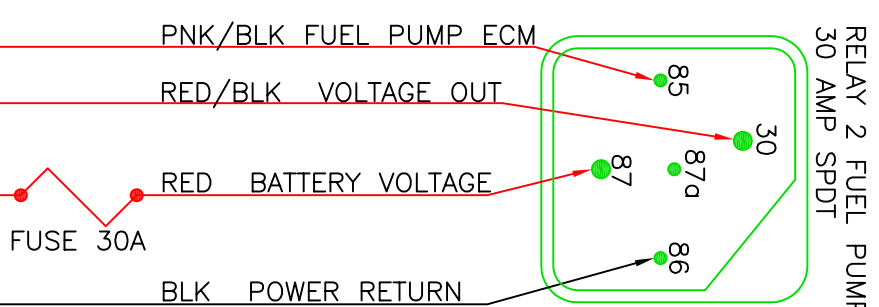 PNK/BLK FUEL PUMP ECM
RED/BLK VOLTAGE OUT
RED BATTERY VOLTAGE
FUSE 30A
BLK POWER RETURN
85
30
87a
87
86
RELAY 2 FUEL PUMP
30 AMP SPDT